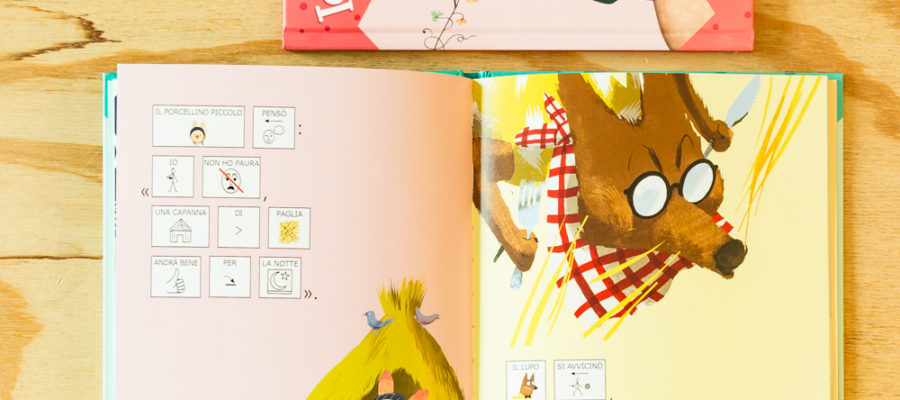 IL PORCELLINO PICCOLO PENSÒ :
« IO NON HO PAURA ,
UNA CAPANNA DI PAGLIA
ANDRÀ BENE PER LA NOTTE ».
IL LUPO SI AVVICINÒ